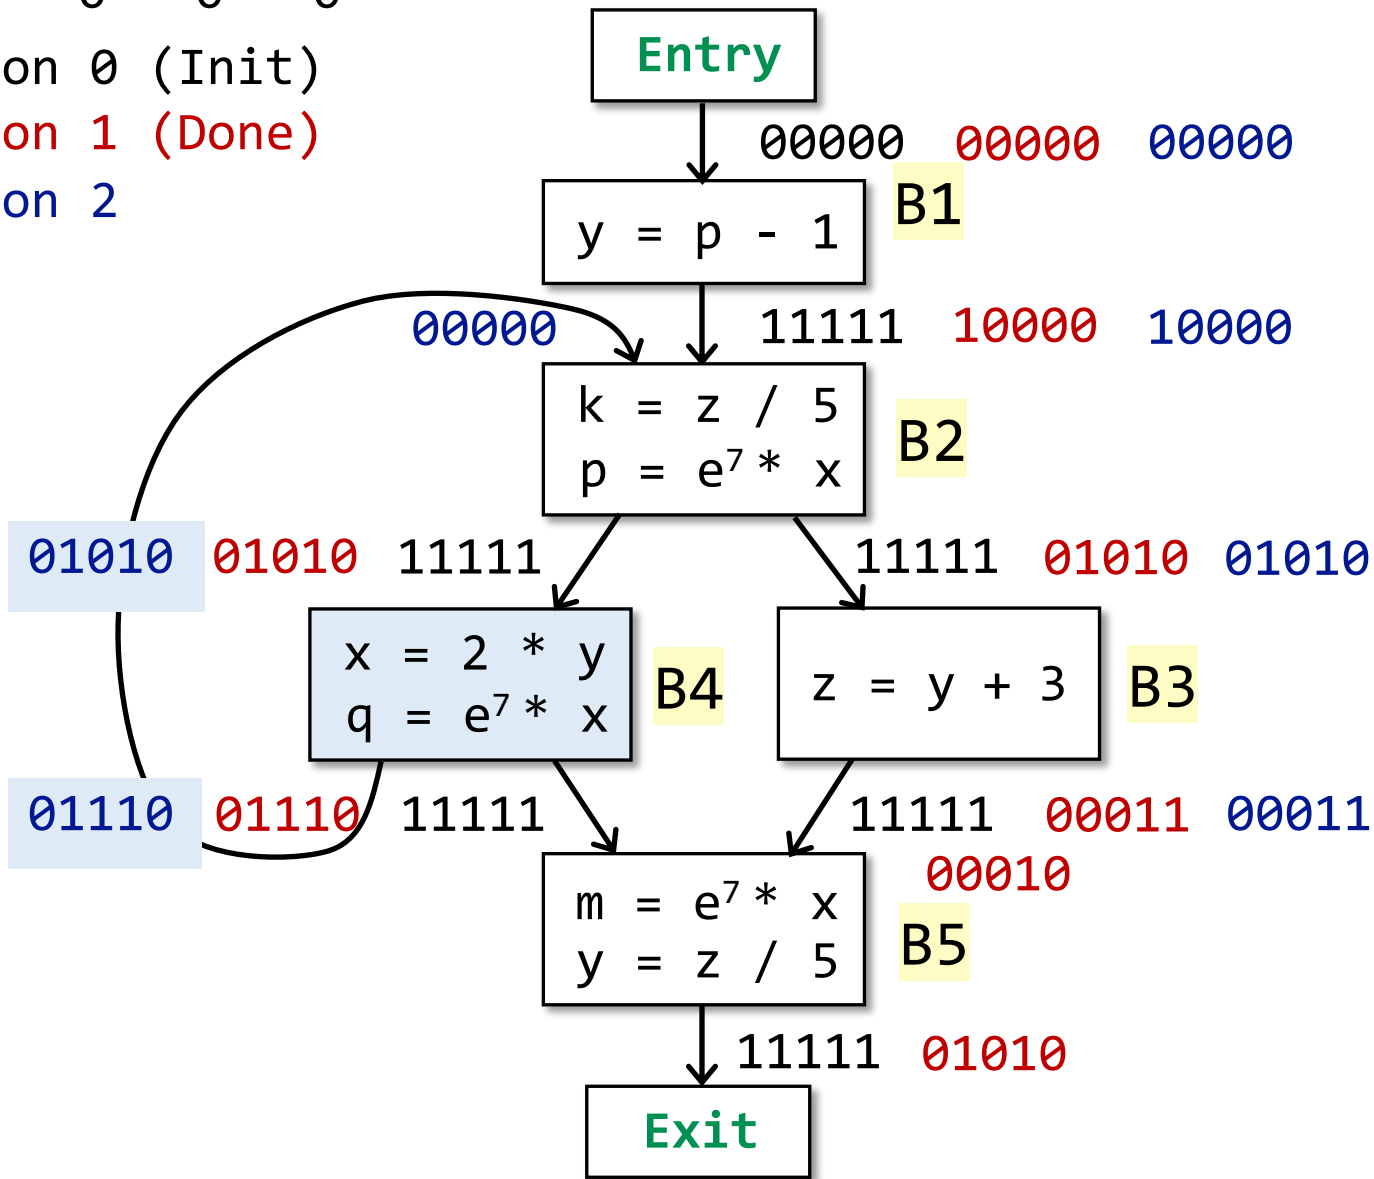 on 0 (Init)
on 1 (Done)
on 2
Entry
00000 00000 00000
B1
y = p - 1
00000
11111 10000 10000
k = z / 5
p = e⁷ * x
B2
01010 01010 11111
11111 01010 01010
x = 2 * y
q = e⁷ * x
B4
z = y + 3
B3
01110 01110 11111
11111 00011 00011
00010
m = e⁷ * x
y = z / 5
B5
11111 01010
Exit